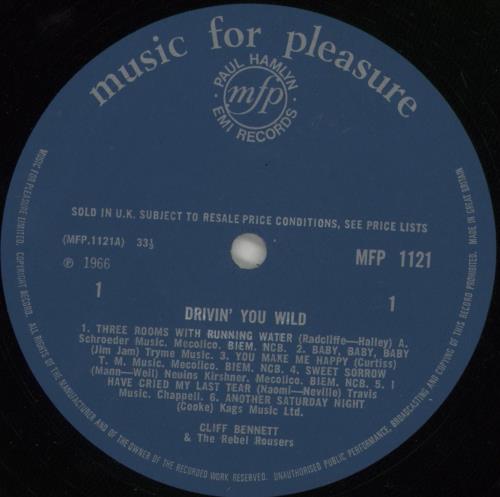 music for pleasure
PAUL HAMLYN
mfp
EMI RECORDS
SOLD IN U.K. SUBJECT TO RESALE PRICE CONDITIONS, SEE PRICE LISTS
(MFP.1121A) 33⅓
MFP 1121
℗ 1966
1
1
DRIVIN' YOU WILD
1. THREE ROOMS WITH RUNNING WATER (Radcliffe—Halley) A.
Schroeder Music. Mecolico. BIEM. NCB. 2. BABY, BABY, BABY
(Jim Jam) Tryme Music. 3. YOU MAKE ME HAPPY (Curtiss)
T. M. Music. Mecolico. BIEM. NCB. 4. SWEET SORROW
(Mann—Weil) Nouins Kirshner. Mecolico. BIEM. NCB. 5. I
HAVE CRIED MY LAST TEAR (Naomi—Neville) Travis
Music. Chappell. 6. ANOTHER SATURDAY NIGHT
(Cooke) Kags Music Ltd.
CLIFF BENNETT
& The Rebel Rousers
MUSIC FOR PLEASURE LIMITED. COPYRIGHT RECORD. ALL RIGHTS OF THE MANUFACTURER AND OF THE OWNER OF THE RECORDED WORK RESERVED. UNAUTHORISED PUBLIC PERFORMANCE, BROADCASTING AND COPYING OF THIS RECORD PROHIBITED. MADE IN GREAT BRITAIN